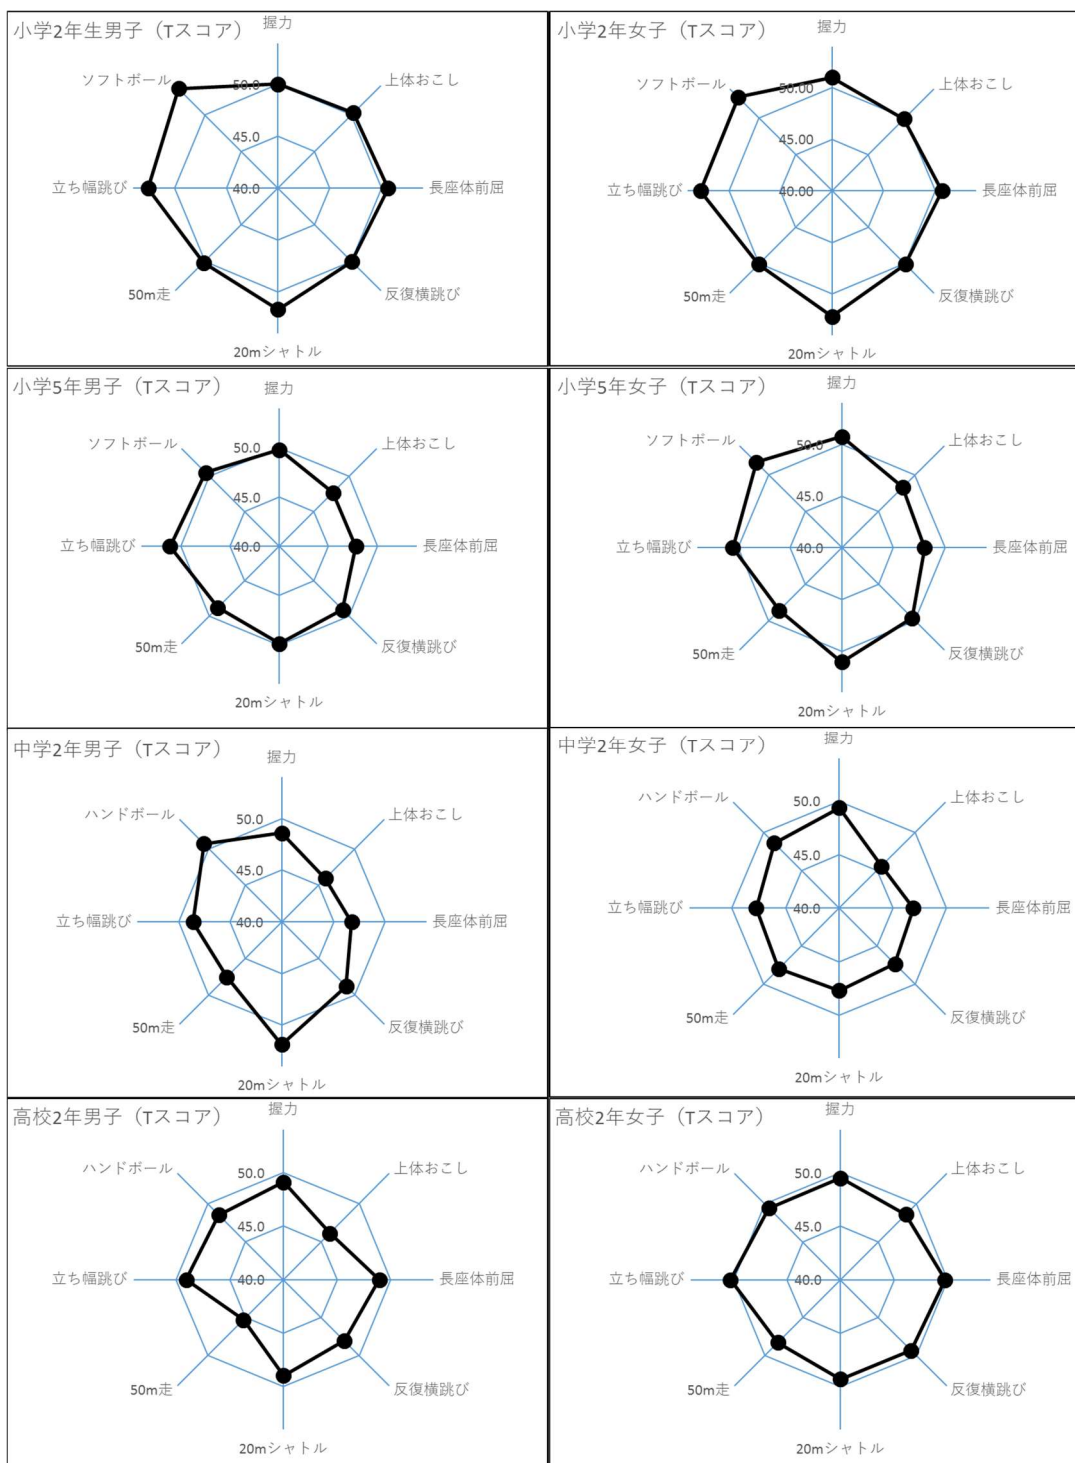 小学2年生男子（Tスコア）
握力
ソフトボール
50.0
上体おこし
45.0
立ち幅跳び
40.0
長座体前屈
50m走
反復横跳び
20mシャトル
小学2年女子（Tスコア）
握力
ソフトボール
50.00
上体おこし
45.00
立ち幅跳び
40.00
長座体前屈
50m走
反復横跳び
20mシャトル
小学5年男子（Tスコア）
握力
ソフトボール
50.0
上体おこし
45.0
立ち幅跳び
40.0
長座体前屈
50m走
反復横跳び
20mシャトル
小学5年女子（Tスコア）
握力
ソフトボール
50.0
上体おこし
45.0
立ち幅跳び
40.0
長座体前屈
50m走
反復横跳び
20mシャトル
中学2年男子（Tスコア）
握力
ハンドボール
50.0
上体おこし
45.0
立ち幅跳び
40.0
長座体前屈
50m走
反復横跳び
20mシャトル
中学2年女子（Tスコア）
握力
ハンドボール
50.0
上体おこし
45.0
立ち幅跳び
40.0
長座体前屈
50m走
反復横跳び
20mシャトル
高校2年男子（Tスコア）
握力
ハンドボール
50.0
上体おこし
45.0
立ち幅跳び
40.0
長座体前屈
50m走
反復横跳び
20mシャトル
高校2年女子（Tスコア）
握力
ハンドボール
50.0
上体おこし
45.0
立ち幅跳び
40.0
長座体前屈
50m走
反復横跳び
20mシャトル